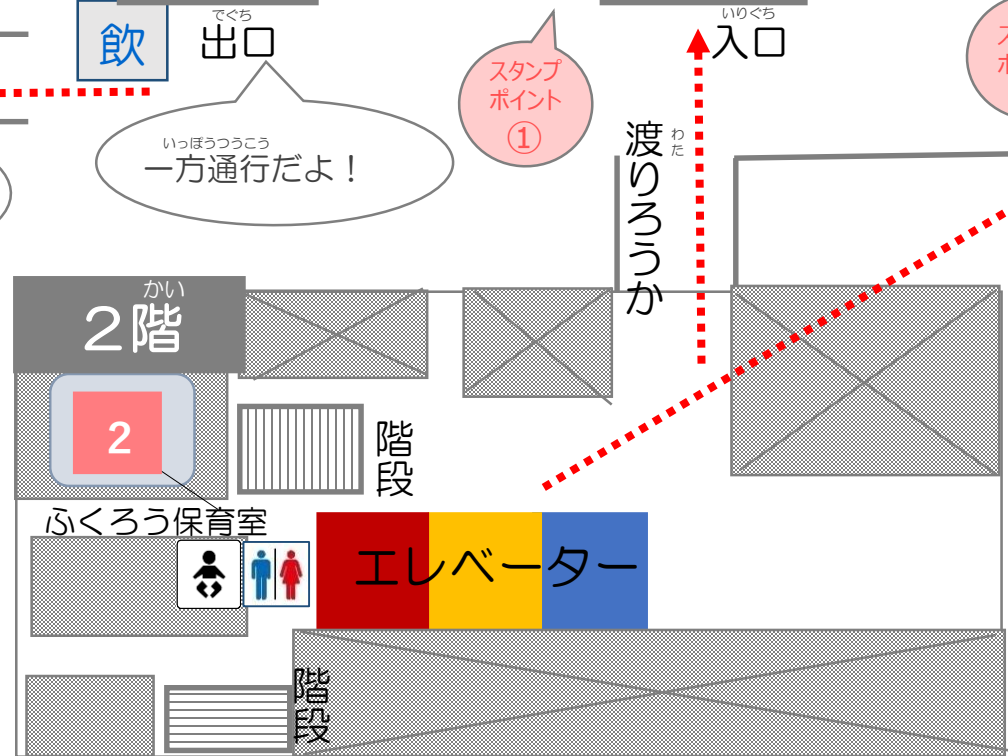 飲
でぐち
出口
いっぽうつうこう
一方通行だよ！
スタンプ
ポイント
①
いりぐち
入口
わた
渡りろうか
かい
２階
2
ふくろう保育室
階段
エレベーター
階段